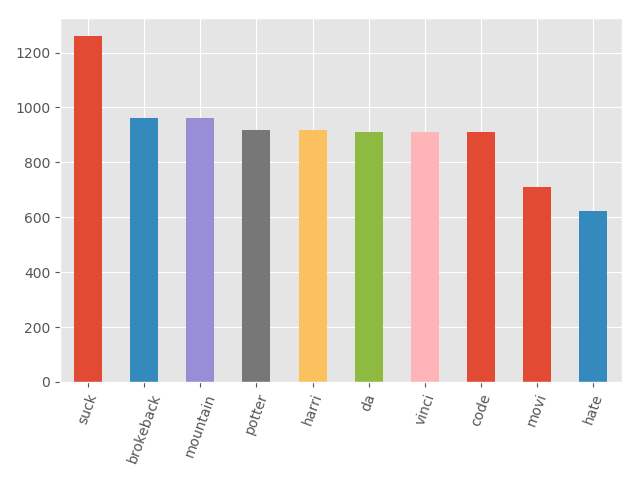 1200
1000
800
600
400
200
0
suck
brokeback
mountain
potter
harri
da
vinci
code
movi
hate